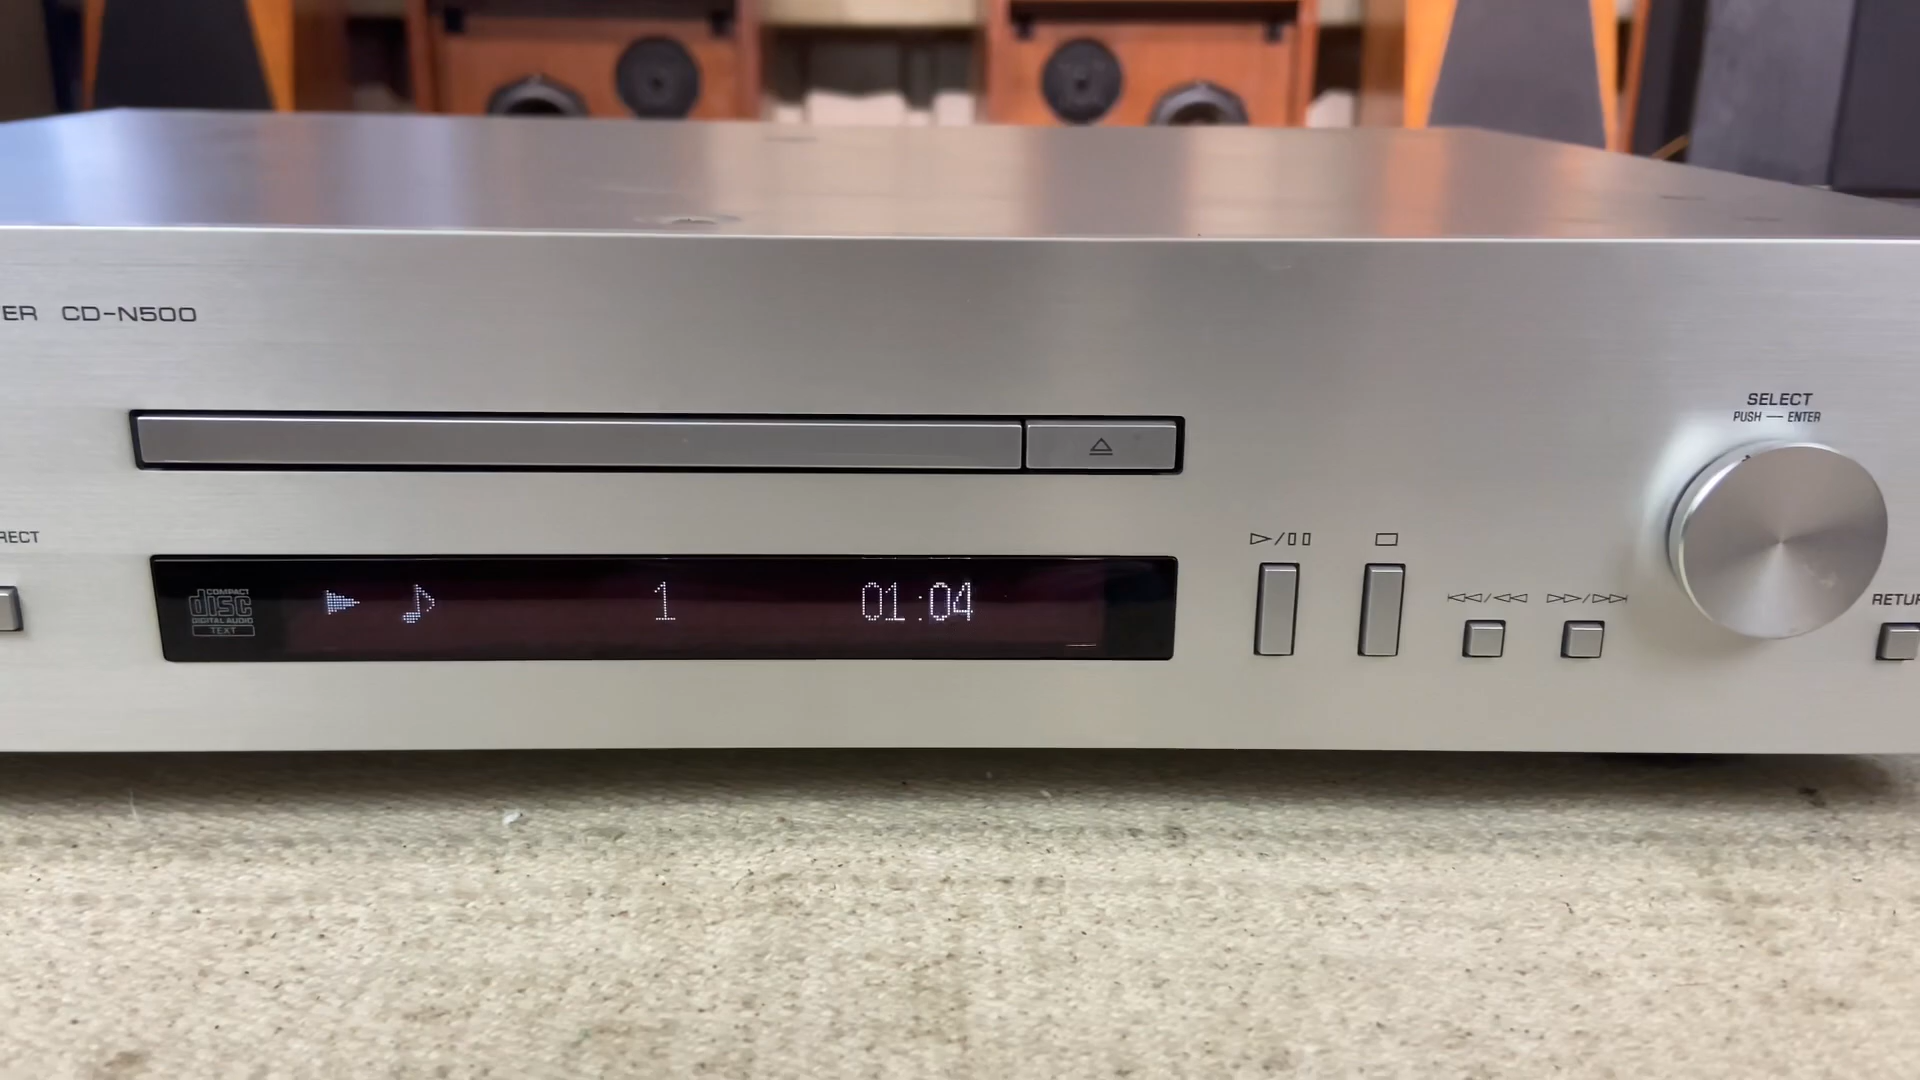 ER CD-N500
SELECT
PUSH — ENTER
RECT
COMPACT
disc
DIGITAL AUDIO
TEXT
1 01:04
RETUR